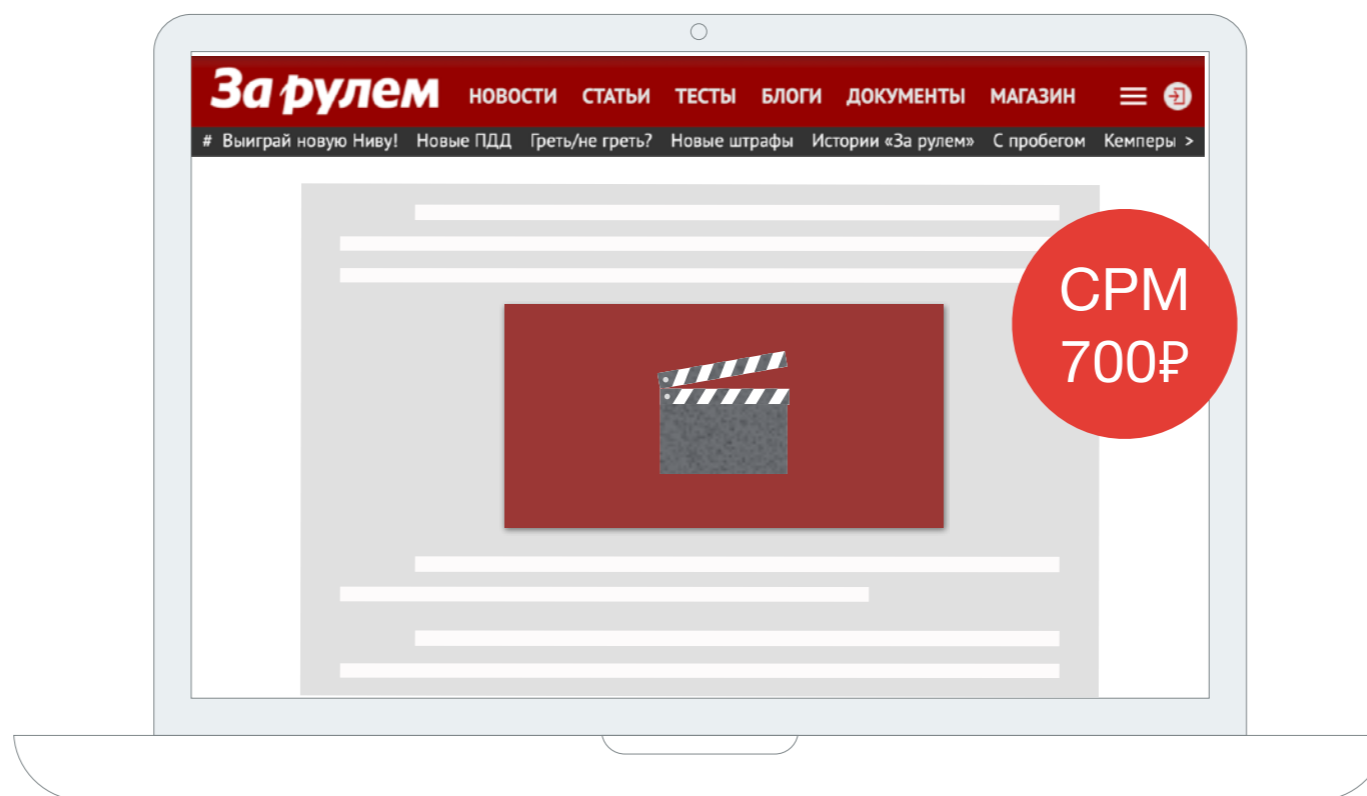 За рулем НОВОСТИ СТАТЬИ ТЕСТЫ БЛОГИ ДОКУМЕНТЫ МАГАЗИН
# Выиграй новую Ниву! Новые ПДД Греть/не греть? Новые штрафы Истории «За рулем» С пробегом Кемперы >
CPM
700₽